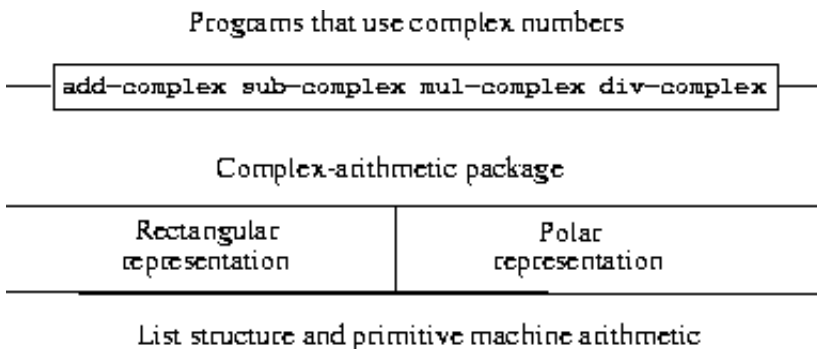 Programs that use complex numbers
add-complex sub-complex mul-complex div-complex
Complex-arithmetic package
Rectangular
representation
Polar
representation
List structure and primitive machine arithmetic